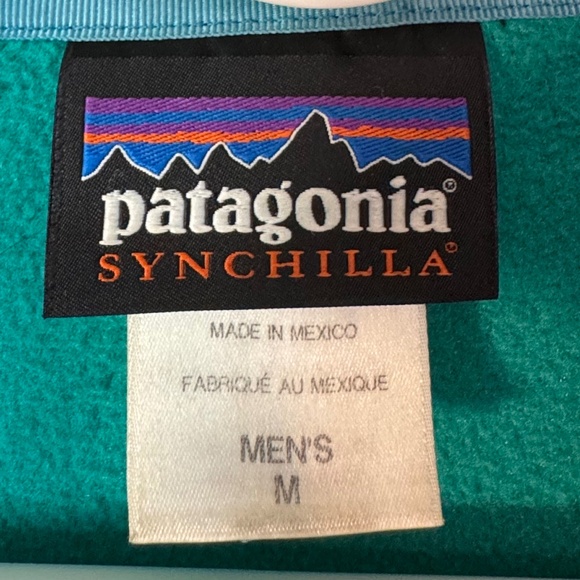 patagonia®
SYNCHILLA®
MADE IN MEXICO
FABRIQUÉ AU MEXIQUE
MEN'S
M